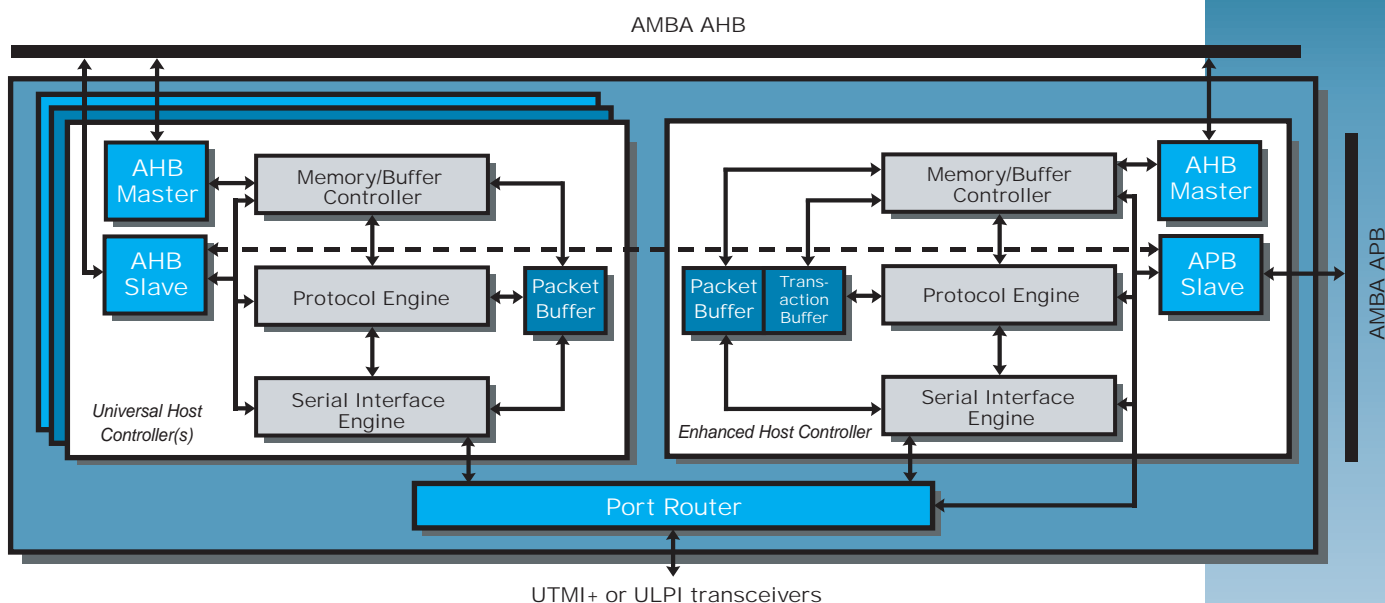 AMBA AHB
AHB
Master
Memory/Buffer
Controller
AHB
Slave
Protocol Engine
Packet
Buffer
Serial Interface
Engine
Universal Host
Controller(s)
Memory/Buffer
Controller
AHB
Master
APB
Slave
Packet
Buffer
Trans-
action
Buffer
Protocol Engine
Serial Interface
Engine
Enhanced Host Controller
AMBA APB
Port Router
UTMI+ or ULPI transceivers